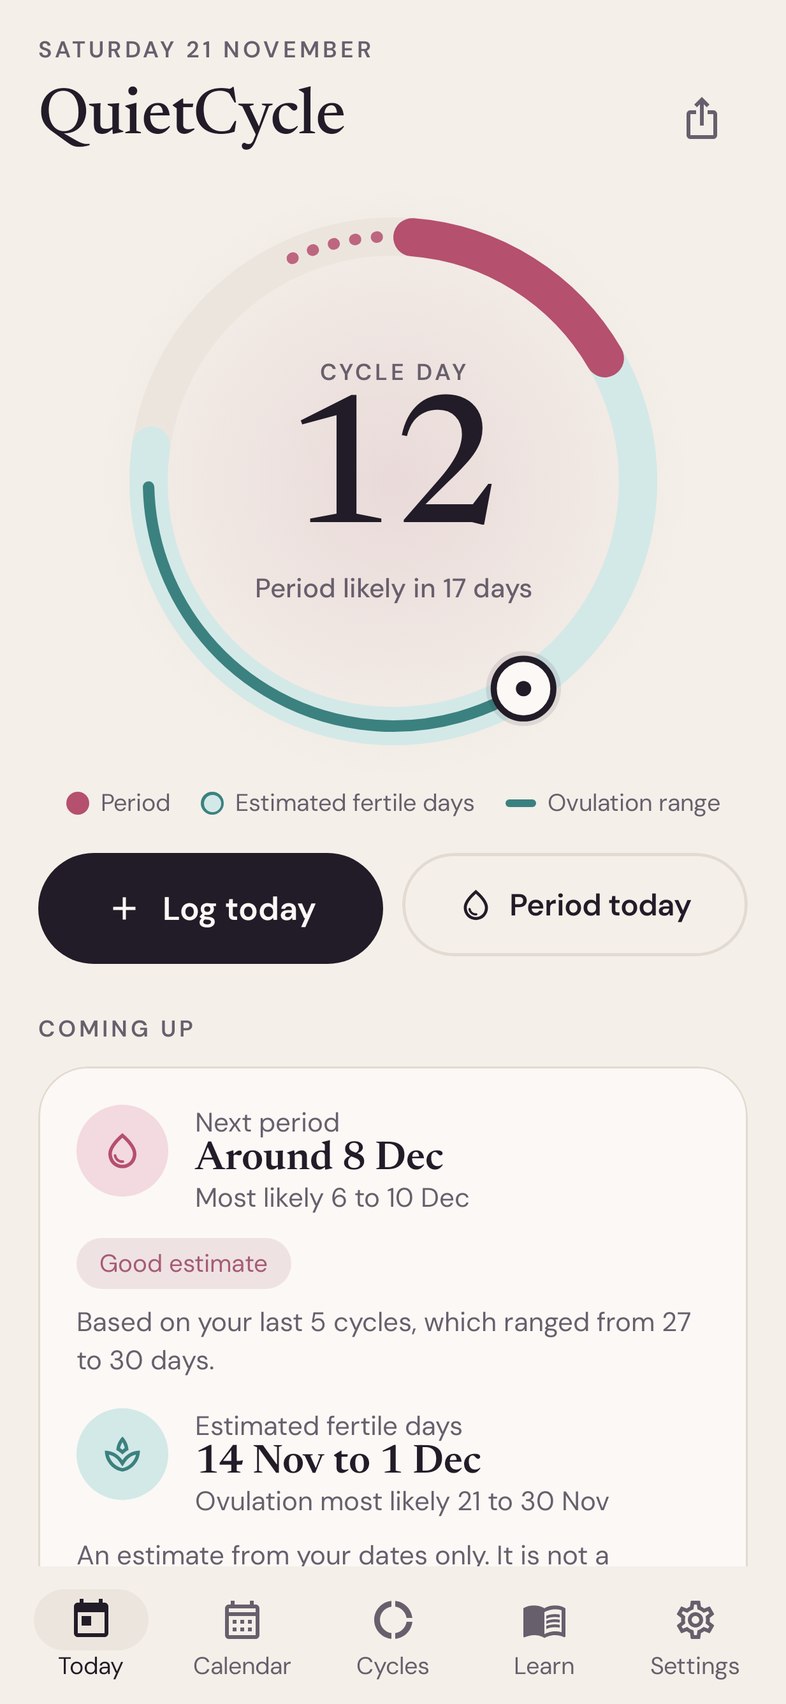 SATURDAY 21 NOVEMBER
QuietCycle
CYCLE DAY
12
Period likely in 17 days
Period
Estimated fertile days
Ovulation range
Log today
Period today
COMING UP
Next period
Around 8 Dec
Most likely 6 to 10 Dec
Good estimate
Based on your last 5 cycles, which ranged from 27
to 30 days.
Estimated fertile days
14 Nov to 1 Dec
Ovulation most likely 21 to 30 Nov
An estimate from your dates only. It is not a
Today
Calendar
Cycles
Learn
Settings